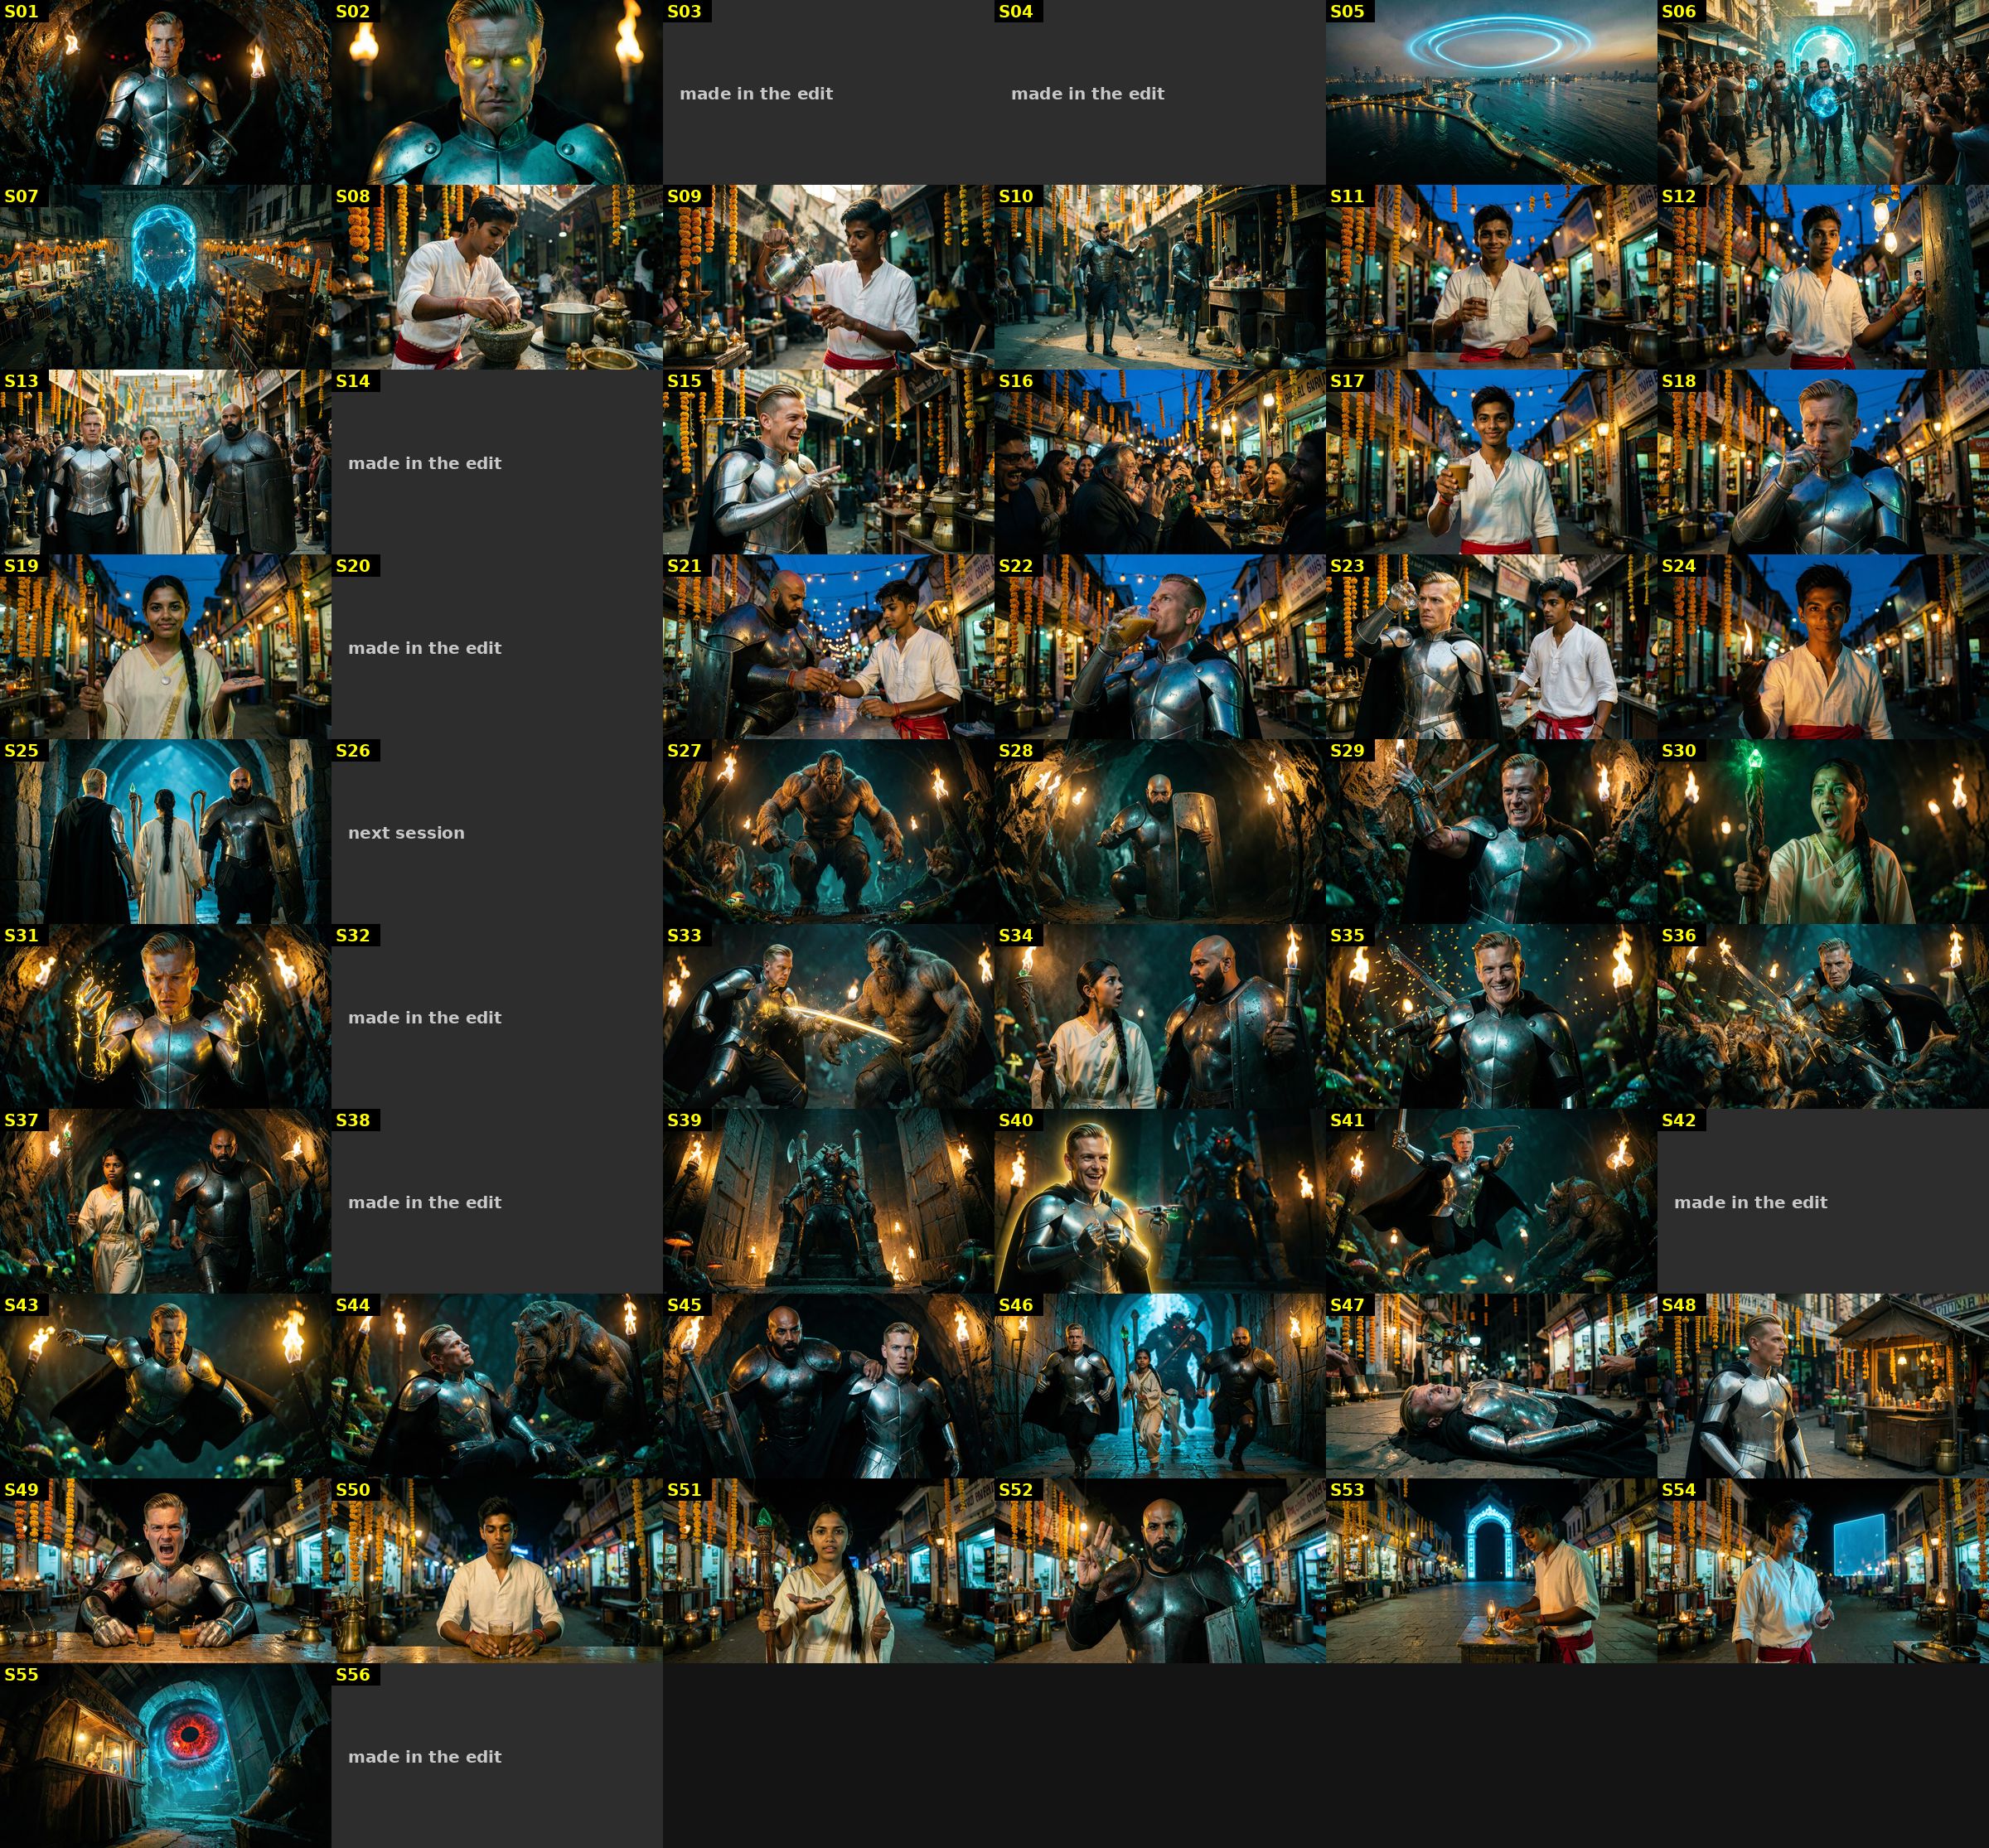 S01
S02
S03
made in the edit
S04
made in the edit
S05
S06
S07
S08
S09
S10
S11
S12
S13
S14
made in the edit
S15
S16
S17
S18
S19
S20
made in the edit
S21
S22
S23
S24
S25
S26
next session
S27
S28
S29
S30
S31
S32
made in the edit
S33
S34
S35
S36
S37
S38
made in the edit
S39
S40
S41
S42
made in the edit
S43
S44
S45
S46
S47
S48
S49
S50
S51
S52
S53
S54
S55
S56
made in the edit